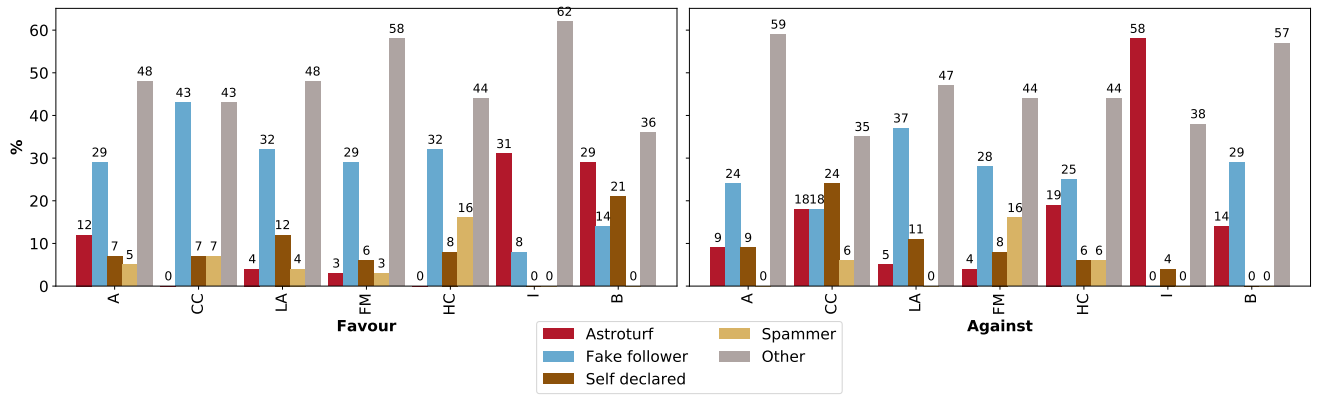 %
60
50
40
30
20
10
0
12 29 7 5 48
0 43 7 7 43
4 32 12 4 48
3 29 6 3 58
0 32 8 16 44
31 8 0 0 62
29 14 21 0 36
A CC LA FM HC I B
Favour
9 24 9 0 59
18 18 24 6 35
5 37 11 0 47
4 28 8 16 44
19 25 6 6 44
58 0 4 0 38
14 29 0 0 57
A CC LA FM HC I B
Against
Astroturf
Fake follower
Self declared
Spammer
Other